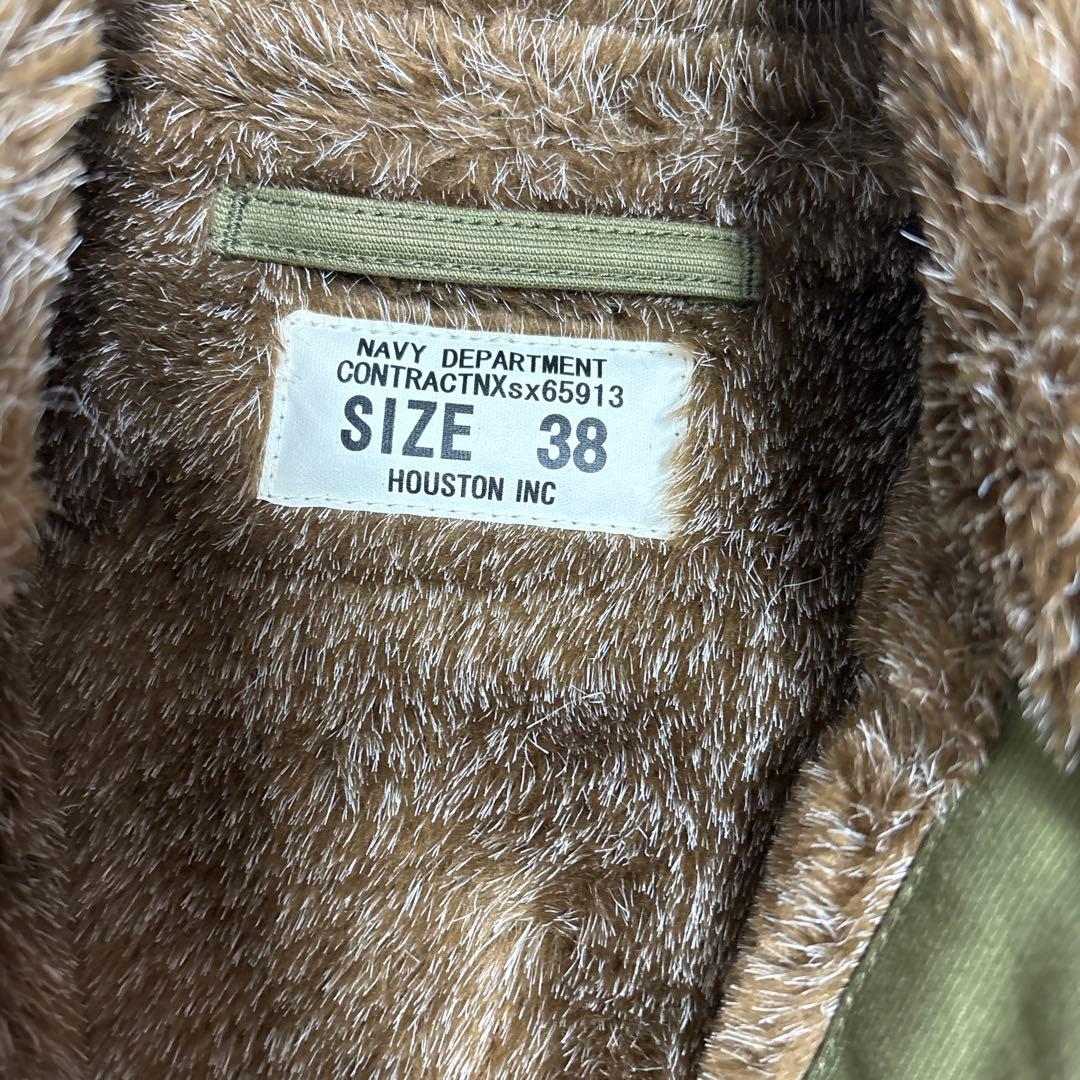 NAVY DEPARTMENT
CONTRACTNXsx65913
SIZE 38
HOUSTON INC